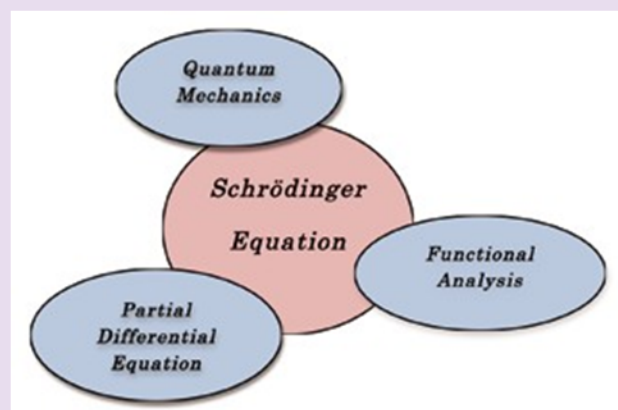 Quantum
Mechanics
Schrödinger
Equation
Functional
Analysis
Partial
Differential
Equation